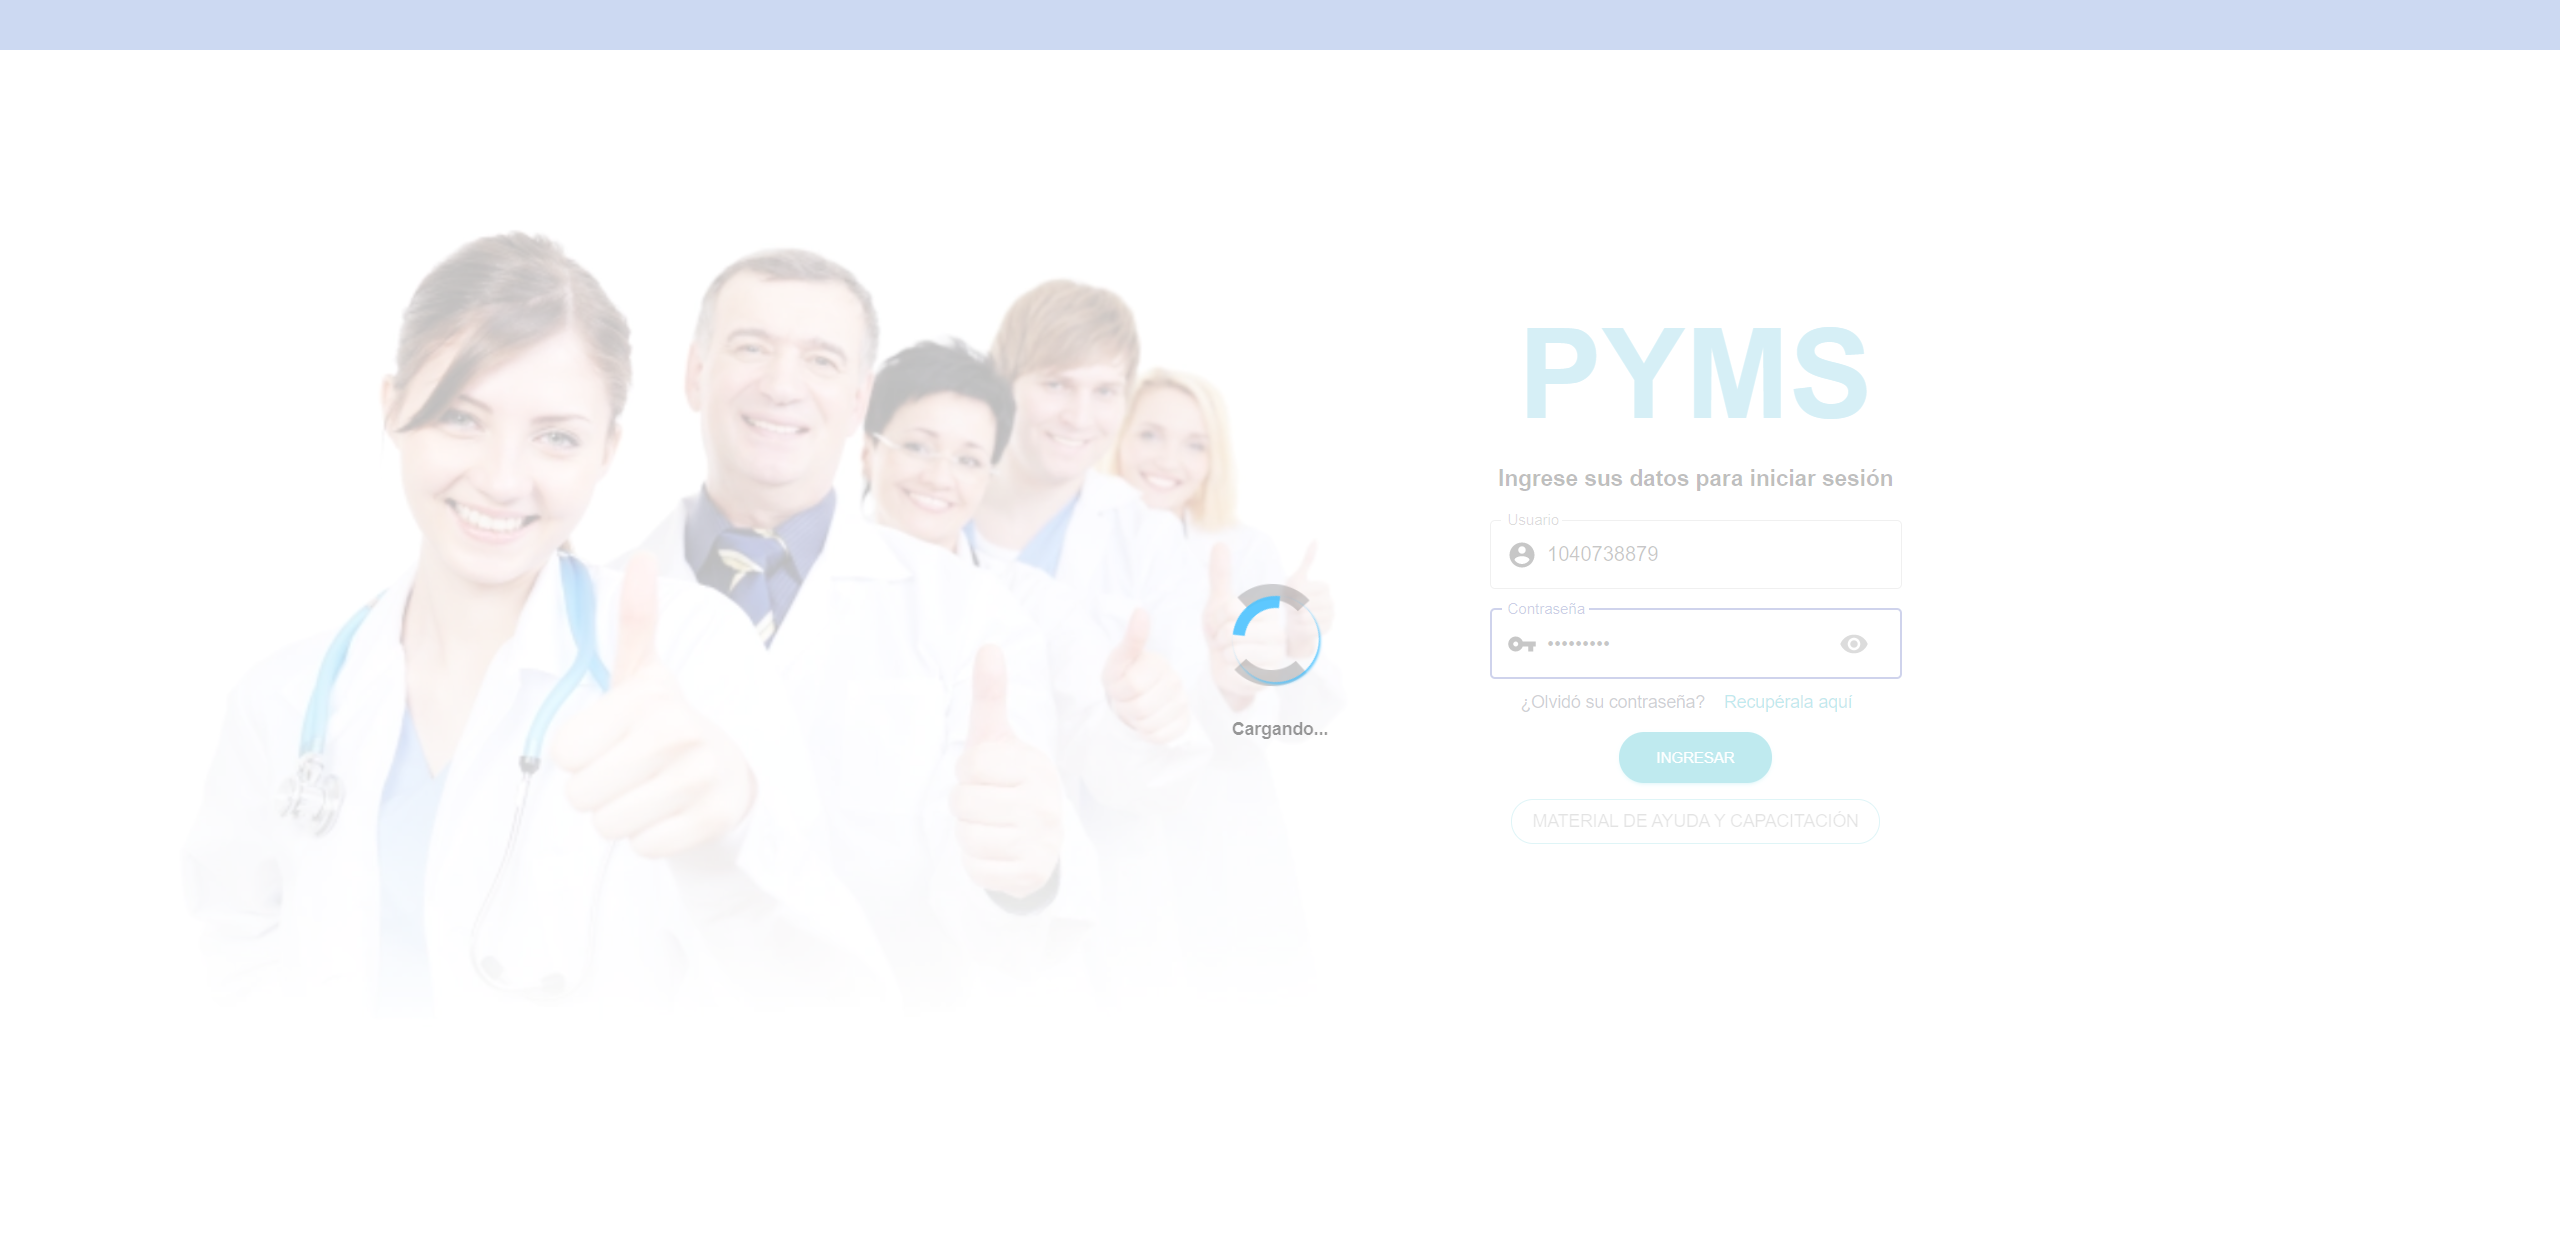 PYMS
Ingrese sus datos para iniciar sesión
Usuario
1040738879
Contraseña
•••••••••
¿Olvidó su contraseña? Recupérala aquí
INGRESAR
MATERIAL DE AYUDA Y CAPACITACIÓN
Cargando...